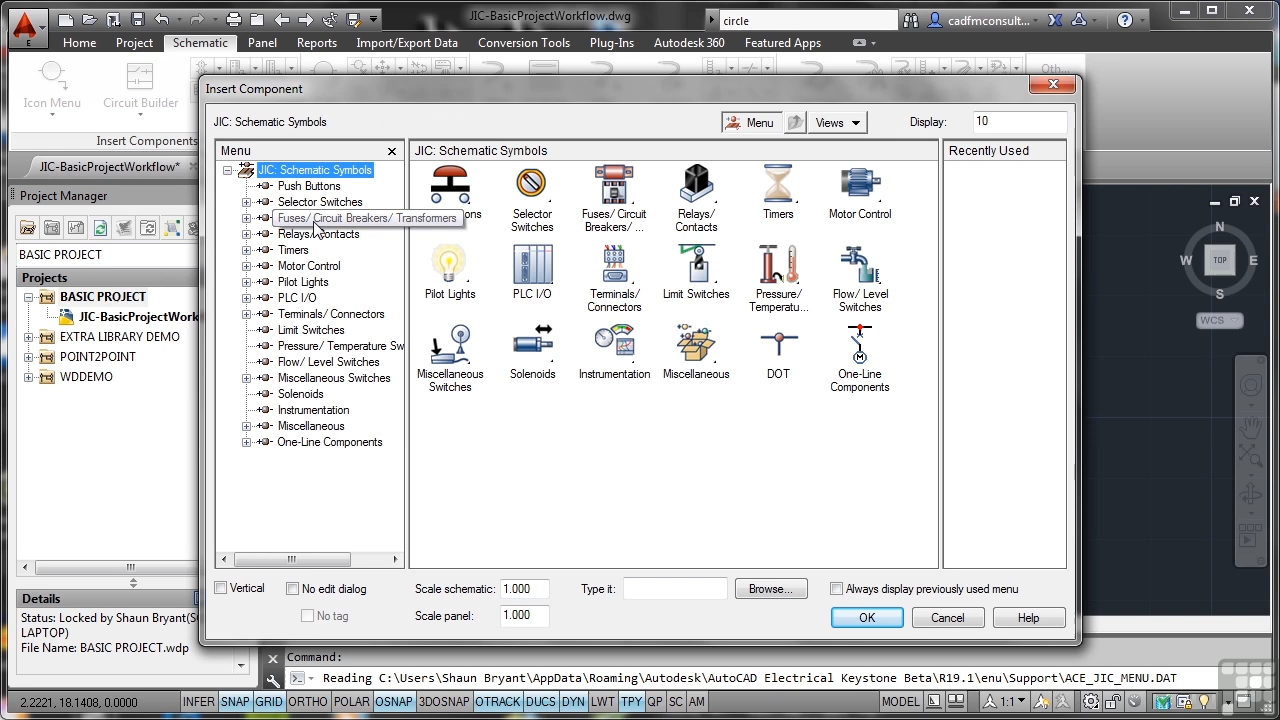 JIC-BasicProjectWorkflow.dwg
circle
cadfmconsult...
E
Home
Project
Schematic
Panel
Reports
Import/Export Data
Conversion Tools
Plug-Ins
Autodesk 360
Featured Apps
Icon Menu
Circuit Builder
Insert Components
JIC-BasicProjectWorkflow*
Project Manager
BASIC PROJECT
Projects
BASIC PROJECT
JIC-BasicProjectWork
EXTRA LIBRARY DEMO
POINT2POINT
WDDEMO
Details
Status: Locked by Shaun Bryant(S
LAPTOP)
File Name: BASIC PROJECT.wdp
Insert Component
JIC: Schematic Symbols
Menu
Views
Display:
10
Menu
JIC: Schematic Symbols
Push Buttons
Selector Switches
Fuses/ Circuit Breakers/ Transformers
Relays/Contacts
Timers
Motor Control
Pilot Lights
PLC I/O
Terminals/ Connectors
Limit Switches
Pressure/ Temperature Sw
Flow/ Level Switches
Miscellaneous Switches
Solenoids
Instrumentation
Miscellaneous
One-Line Components
JIC: Schematic Symbols
ons
Selector
Switches
Fuses/ Circuit
Breakers/ ...
Relays/
Contacts
Timers
Motor Control
Pilot Lights
PLC I/O
Terminals/
Connectors
Limit Switches
Pressure/
Temperatu...
Flow/ Level
Switches
Miscellaneous
Switches
Solenoids
Instrumentation
Miscellaneous
DOT
One-Line
Components
Recently Used
Vertical
No edit dialog
No tag
Scale schematic:
1.000
Scale panel:
1.000
Type it:
Browse...
Always display previously used menu
OK
Cancel
Help
N
W
TOP
E
S
WCS
Command:
Reading C:\Users\Shaun Bryant\AppData\Roaming\Autodesk\AutoCAD Electrical Keystone Beta\R19.1\enu\Support\ACE_JIC_MENU.DAT
2.2221, 18.1408, 0.0000
INFER
SNAP
GRID
ORTHO
POLAR
OSNAP
3DOSNAP
OTRACK
DUCS
DYN
LWT
TPY
QP
SC
AM
MODEL
1:1